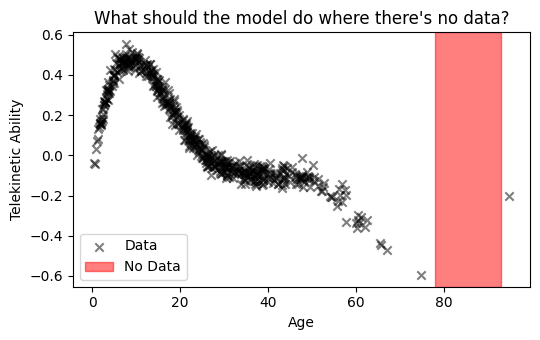 What should the model do where there's no data?
0.6
0.4
0.2
0.0
−0.2
−0.4
−0.6
Telekinetic Ability
Data
No Data
0
20
40
60
80
Age